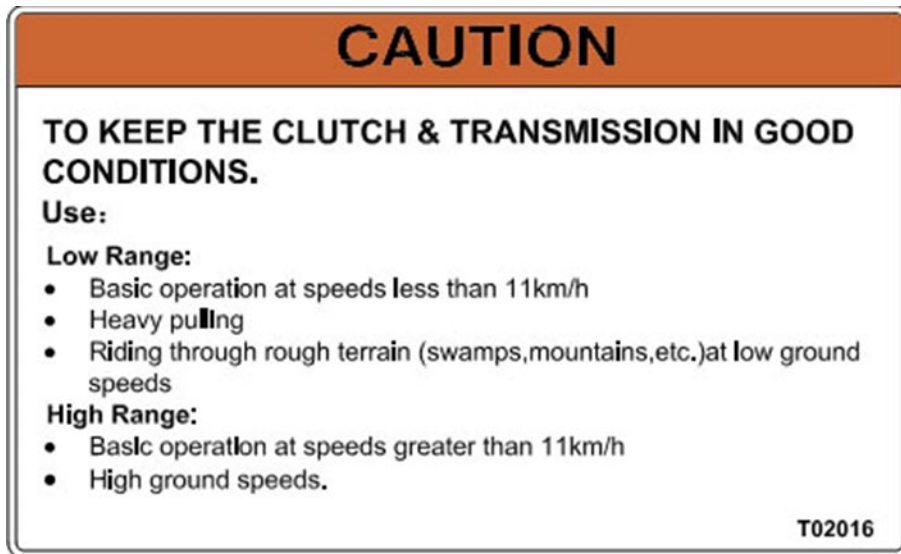 CAUTION
TO KEEP THE CLUTCH & TRANSMISSION IN GOOD
CONDITIONS.
Use:
Low Range:
• Basic operation at speeds less than 11km/h
• Heavy pulling
• Riding through rough terrain (swamps,mountains,etc.)at low ground
speeds
High Range:
• Basic operation at speeds greater than 11km/h
• High ground speeds.
T02016